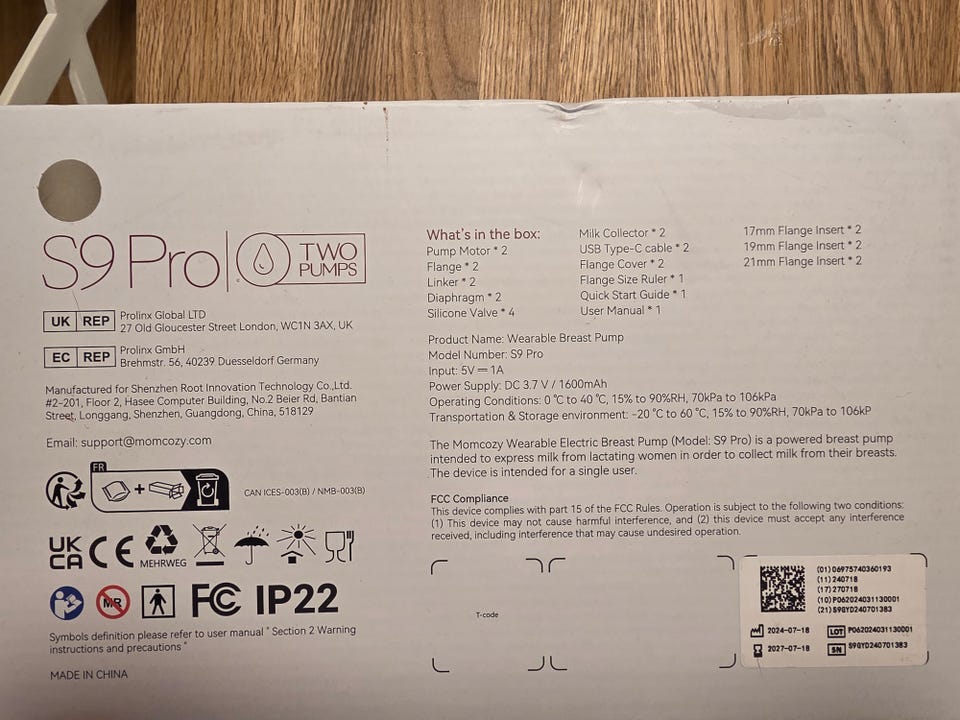 S9 Pro
TWO
PUMPS
UK REP
Prolinx Global LTD
27 Old Gloucester Street London, WC1N 3AX, UK
EC REP
Prolinx GmbH
Brehmstr. 56, 40239 Duesseldorf Germany
Manufactured for Shenzhen Root Innovation Technology Co.,Ltd.
#2-201, Floor 2, Hasee Computer Building, No.2 Beier Rd, Bantian
Street, Longgang, Shenzhen, Guangdong, China, 518129
Email: support@momcozy.com
FR
+
CAN ICES-003(B) / NMB-003(B)
UK
CA
CE
MEHRWEG
MR
FC
IP22
Symbols definition please refer to user manual " Section 2 Warning
instructions and precautions "
MADE IN CHINA
What's in the box:
Pump Motor * 2
Flange * 2
Linker * 2
Diaphragm * 2
Silicone Valve * 4
Milk Collector * 2
USB Type-C cable * 2
Flange Cover * 2
Flange Size Ruler * 1
Quick Start Guide * 1
User Manual * 1
17mm Flange Insert * 2
19mm Flange Insert * 2
21mm Flange Insert * 2
Product Name: Wearable Breast Pump
Model Number: S9 Pro
Input: 5V ⎓ 1A
Power Supply: DC 3.7 V / 1600mAh
Operating Conditions: 0 °C to 40 °C, 15% to 90%RH, 70kPa to 106kPa
Transportation & Storage environment: -20 °C to 60 °C, 15% to 90%RH, 70kPa to 106kP
The Momcozy Wearable Electric Breast Pump (Model: S9 Pro) is a powered breast pump
intended to express milk from lactating women in order to collect milk from their breasts.
The device is intended for a single user.
FCC Compliance
This device complies with part 15 of the FCC Rules. Operation is subject to the following two conditions:
(1) This device may not cause harmful interference, and (2) this device must accept any interference
received, including interference that may cause undesired operation.
T-code
(01)06975740360193
(11)240718
(17)270718
(10)P062024031130001
(21)S9GYD240701383
2024-07-18
LOT P062024031130001
2027-07-18
SN S9GYD240701383